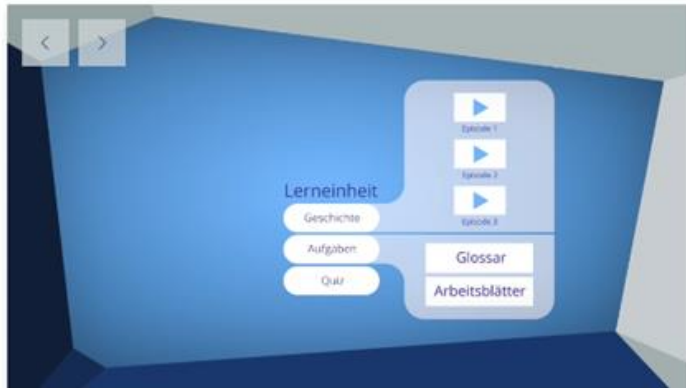 Lerneinheit
Geschichte
Aufgaben
Quiz
Episode 1
Episode 2
Episode 3
Glossar
Arbeitsblätter